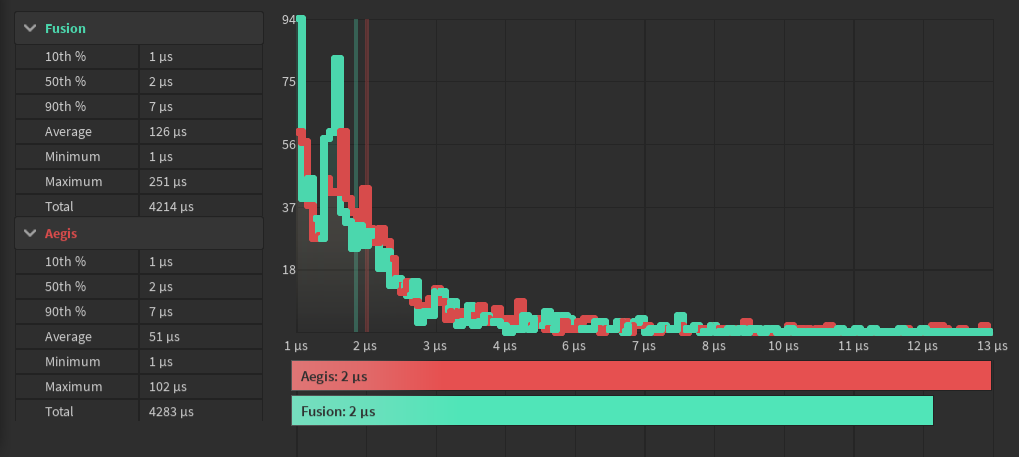 Fusion
10th % 1 μs
50th % 2 μs
90th % 7 μs
Average 126 μs
Minimum 1 μs
Maximum 251 μs
Total 4214 μs
Aegis
10th % 1 μs
50th % 2 μs
90th % 7 μs
Average 51 μs
Minimum 1 μs
Maximum 102 μs
Total 4283 μs
94
75
56
37
18
1 μs 2 μs 3 μs 4 μs 6 μs 7 μs 8 μs 10 μs 11 μs 12 μs 13 μs
Aegis: 2 μs
Fusion: 2 μs